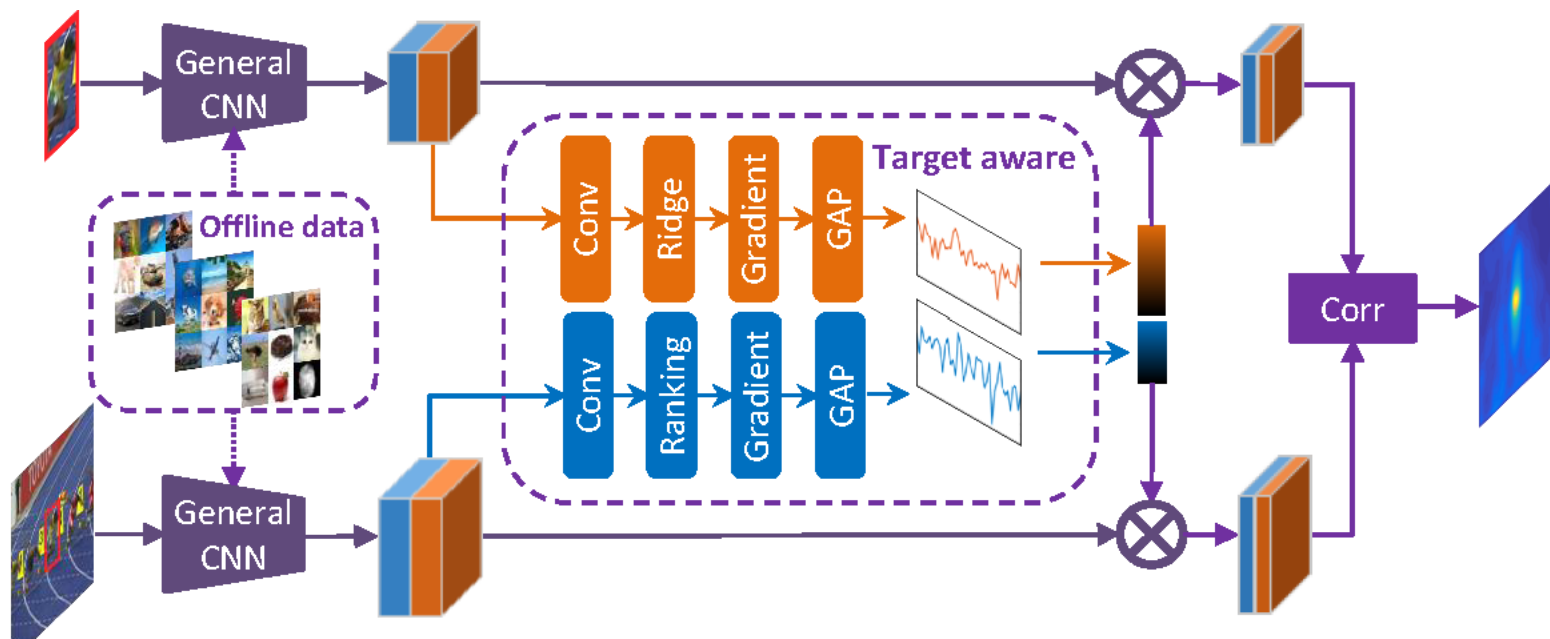 General
CNN
Target aware
Conv
Ridge
Gradient
GAP
Offline data
Corr
Conv
Ranking
Gradient
GAP
General
CNN